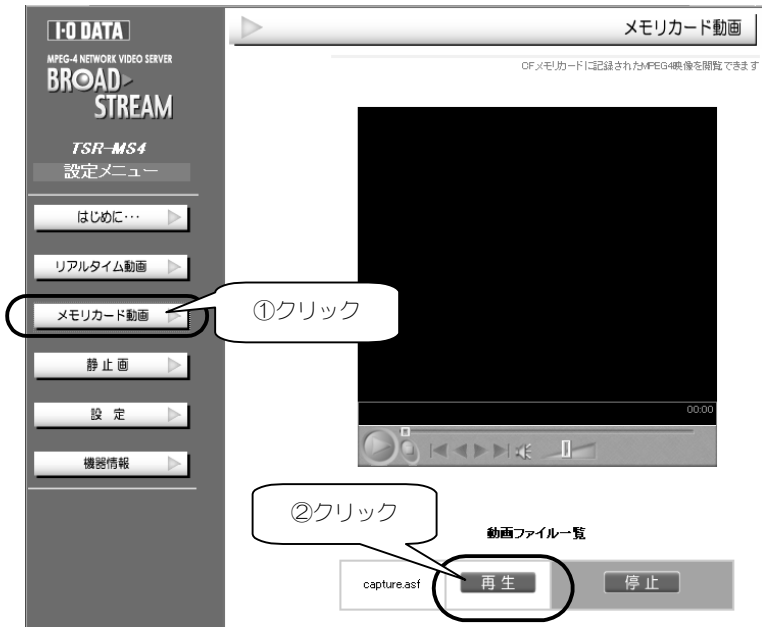 I-O DATA
MPEG-4 NETWORK VIDEO SERVER
BROAD
STREAM
TSR-MS4
設定メニュー
はじめに･･･
リアルタイム動画
メモリカード動画
静止画
設 定
機器情報
メモリカード動画
CFメモリカードに記録されたMPEG4映像を閲覧できます
①クリック
00:00
②クリック
動画ファイル一覧
capture.asf
再 生
停 止